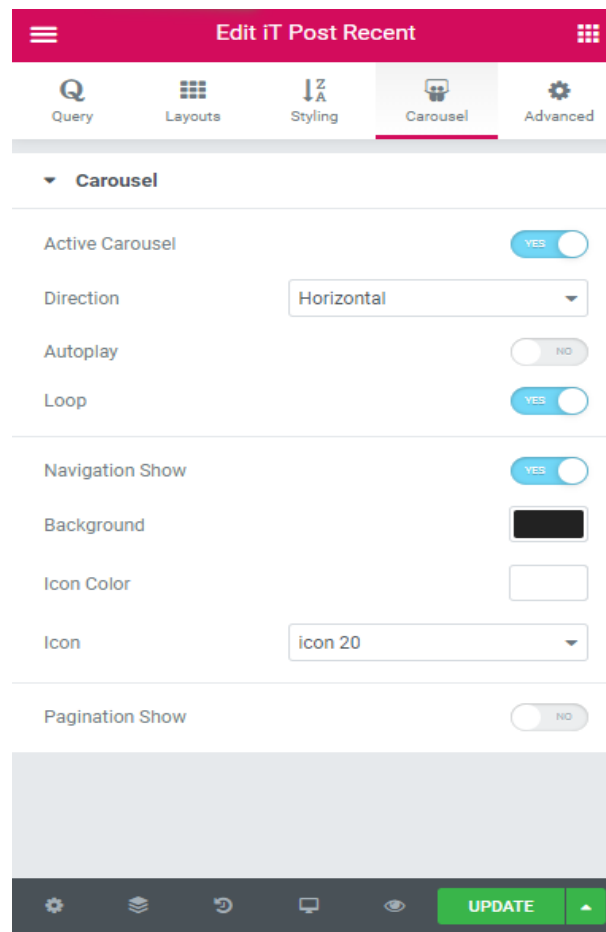 Edit iT Post Recent
Query Layouts Styling Carousel Advanced
Carousel
Active Carousel YES
Direction Horizontal
Autoplay NO
Loop YES
Navigation Show YES
Background
Icon Color
Icon icon 20
Pagination Show NO
UPDATE